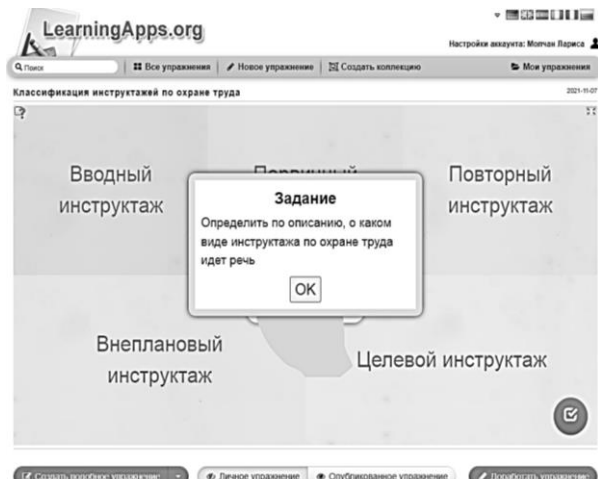 LearningApps.org
Настройки аккаунта: Молчан Лариса
Поиск
Все упражнения
Новое упражнение
Создать коллекцию
Мои упражнения
Классификация инструктажей по охране труда
2021-11-07
Вводный
инструктаж
Первичный
Повторный
инструктаж
Задание
Определить по описанию, о каком
виде инструктажа по охране труда
идет речь
OK
Внеплановый
инструктаж
Целевой инструктаж
Создать подобное упражнение
Личное упражнение
Опубликованное упражнение
Доработать упражнение